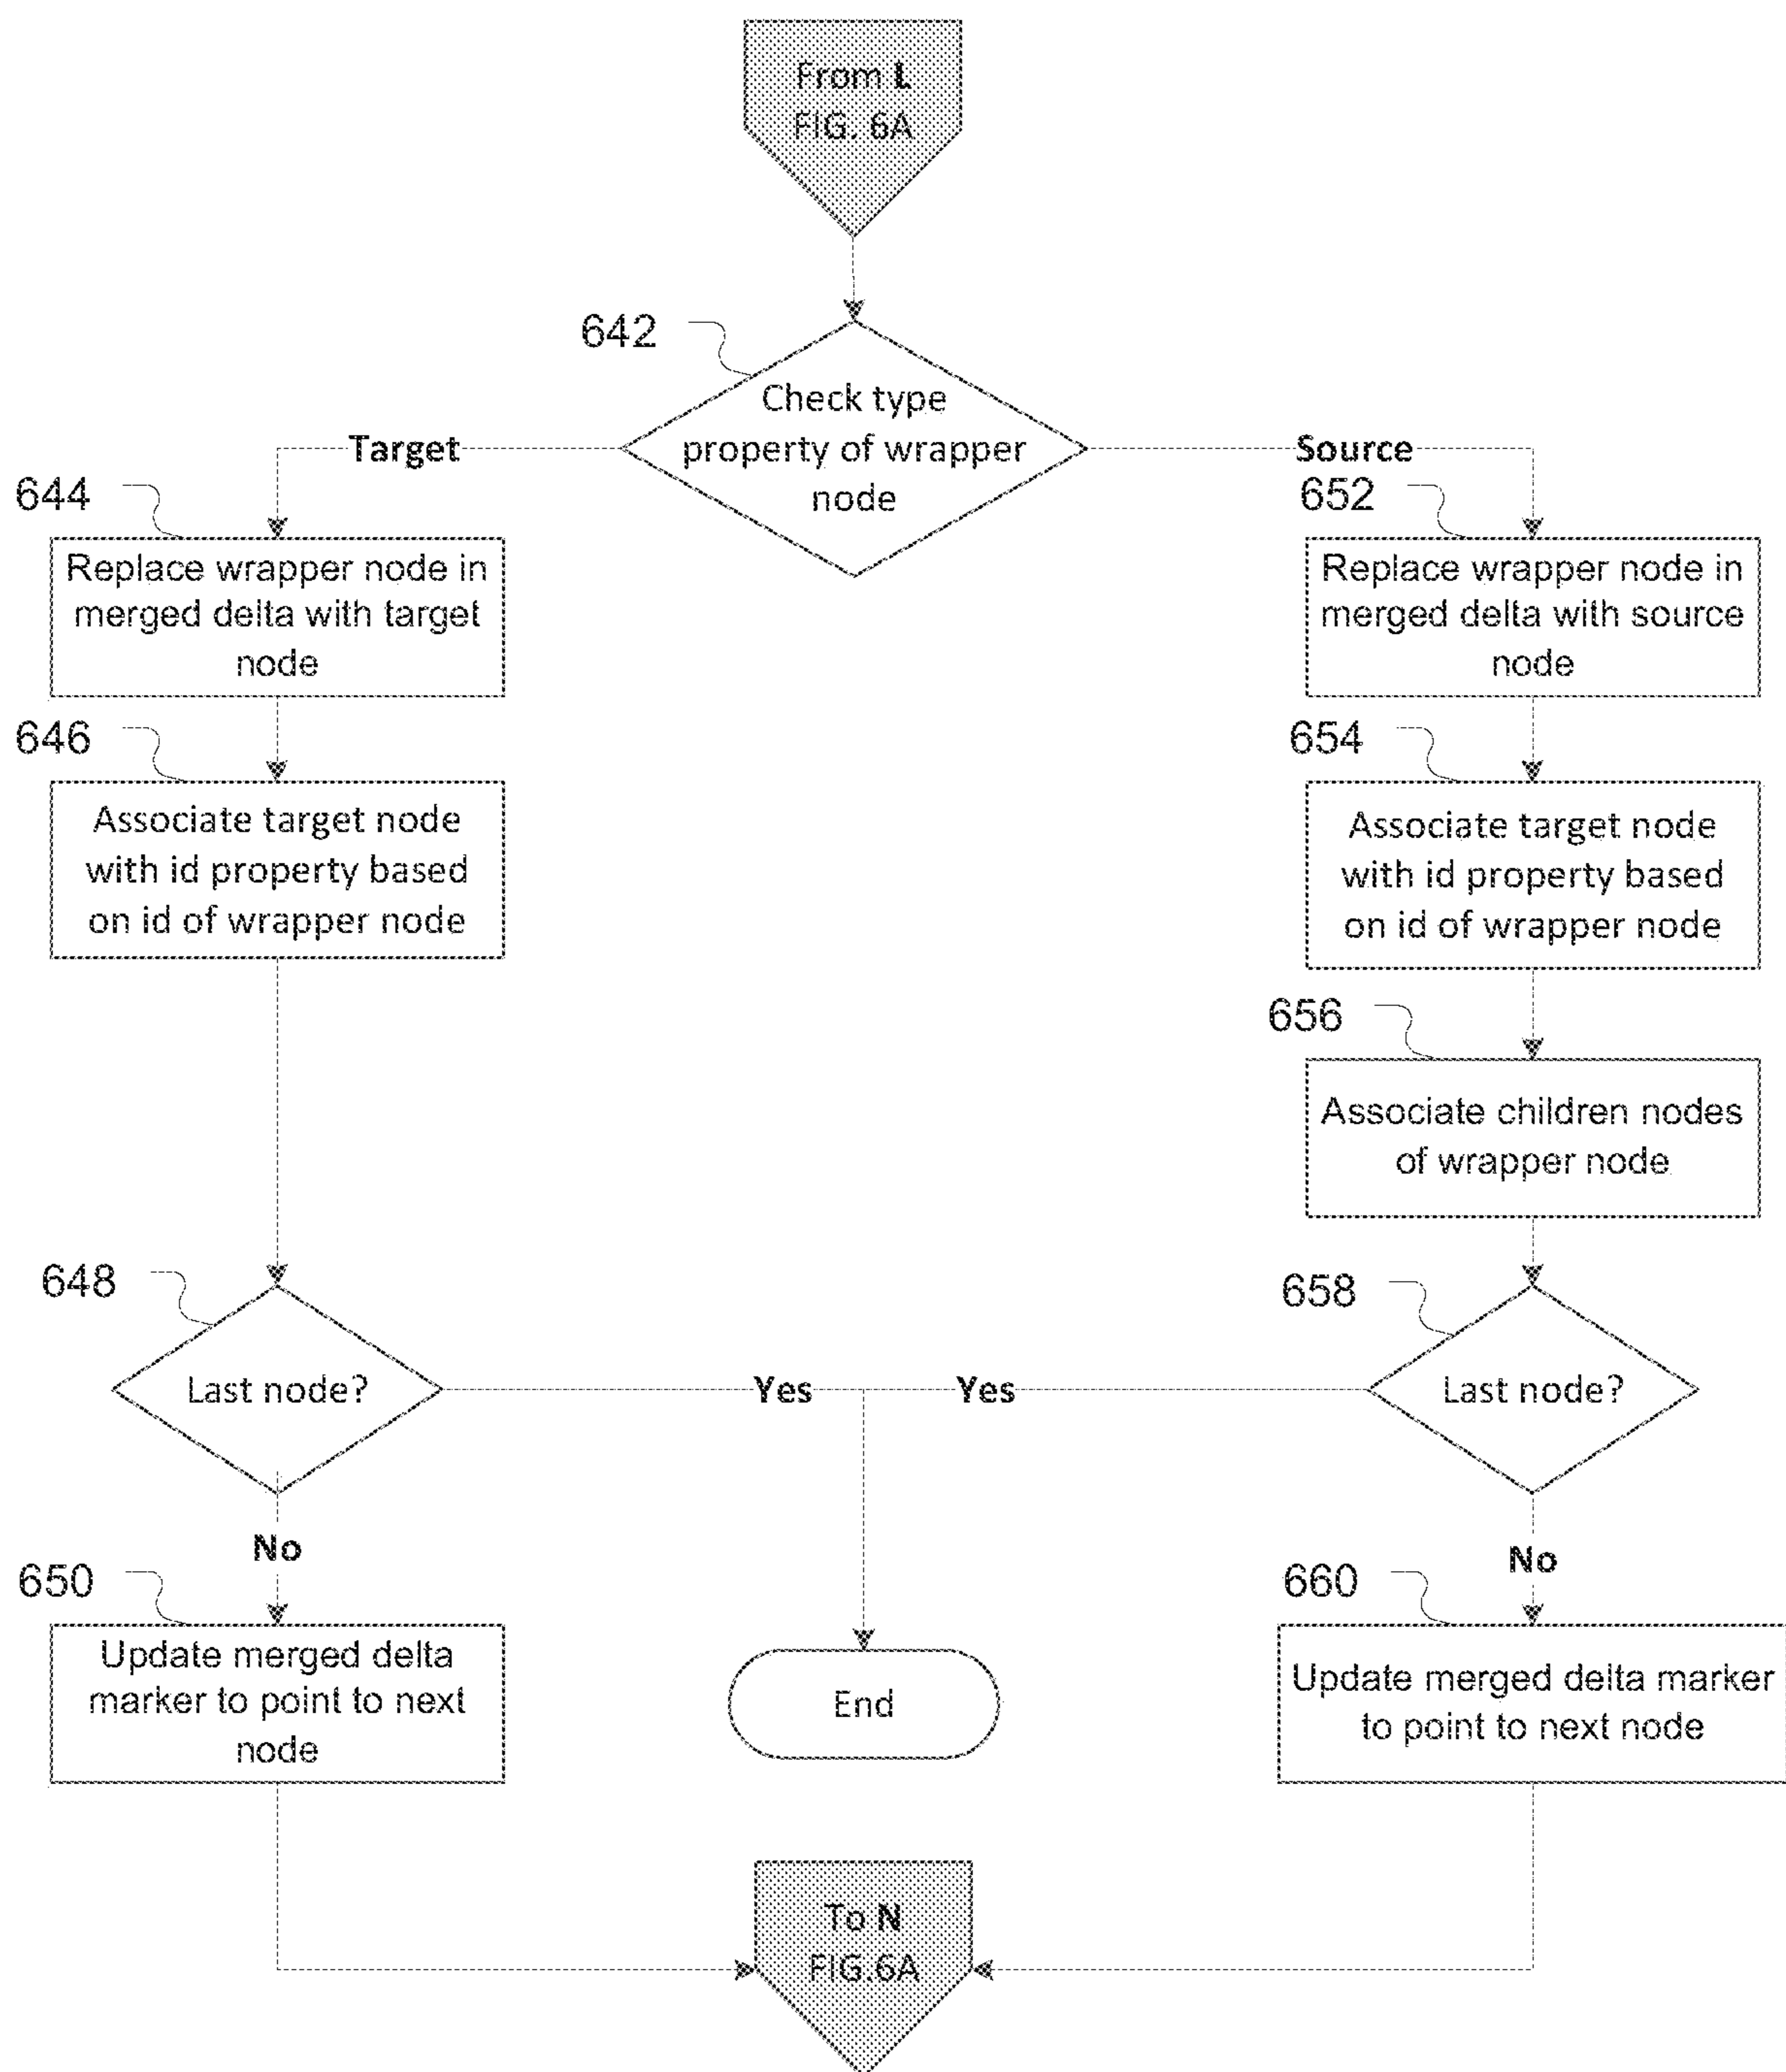 From L
FIG. 6A
642
Check type
property of wrapper
node
Target
Source
644
Replace wrapper node in
merged delta with target
node
652
Replace wrapper node in
merged delta with source
node
646
Associate target node
with id property based
on id of wrapper node
654
Associate target node
with id property based
on id of wrapper node
656
Associate children nodes
of wrapper node
648
Last node?
Yes
Yes
658
Last node?
No
No
650
Update merged delta
marker to point to next
node
End
660
Update merged delta marker
to point to next node
To N
FIG.6A